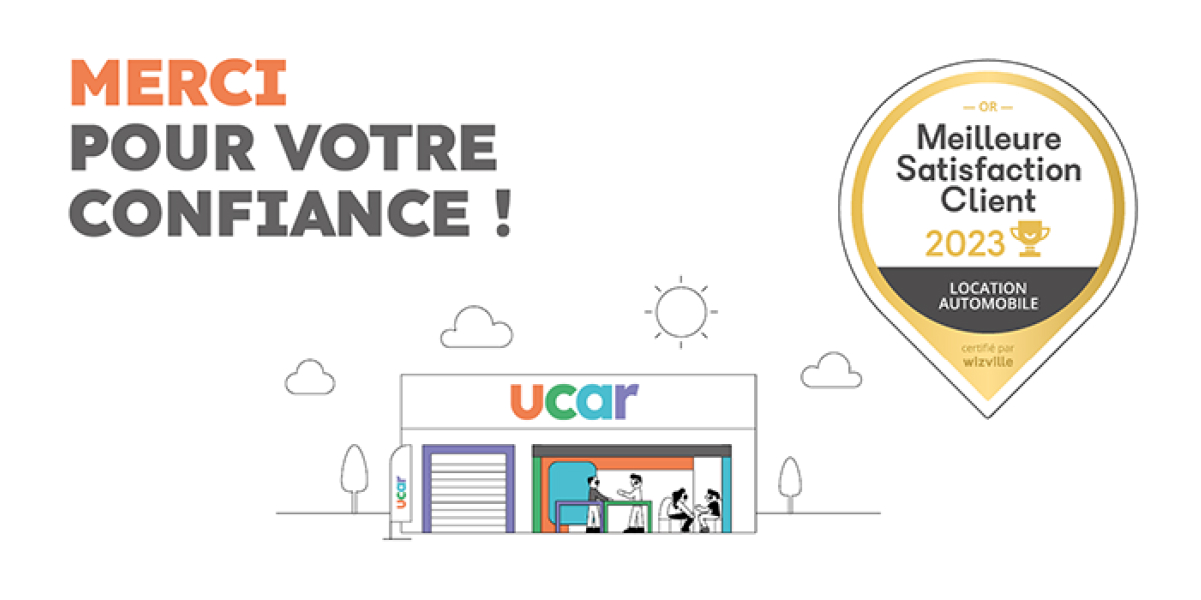 MERCI
POUR VOTRE
CONFIANCE !
OR
Meilleure
Satisfaction
Client
2023
LOCATION
AUTOMOBILE
certifié par
wizville
ucar
ucar